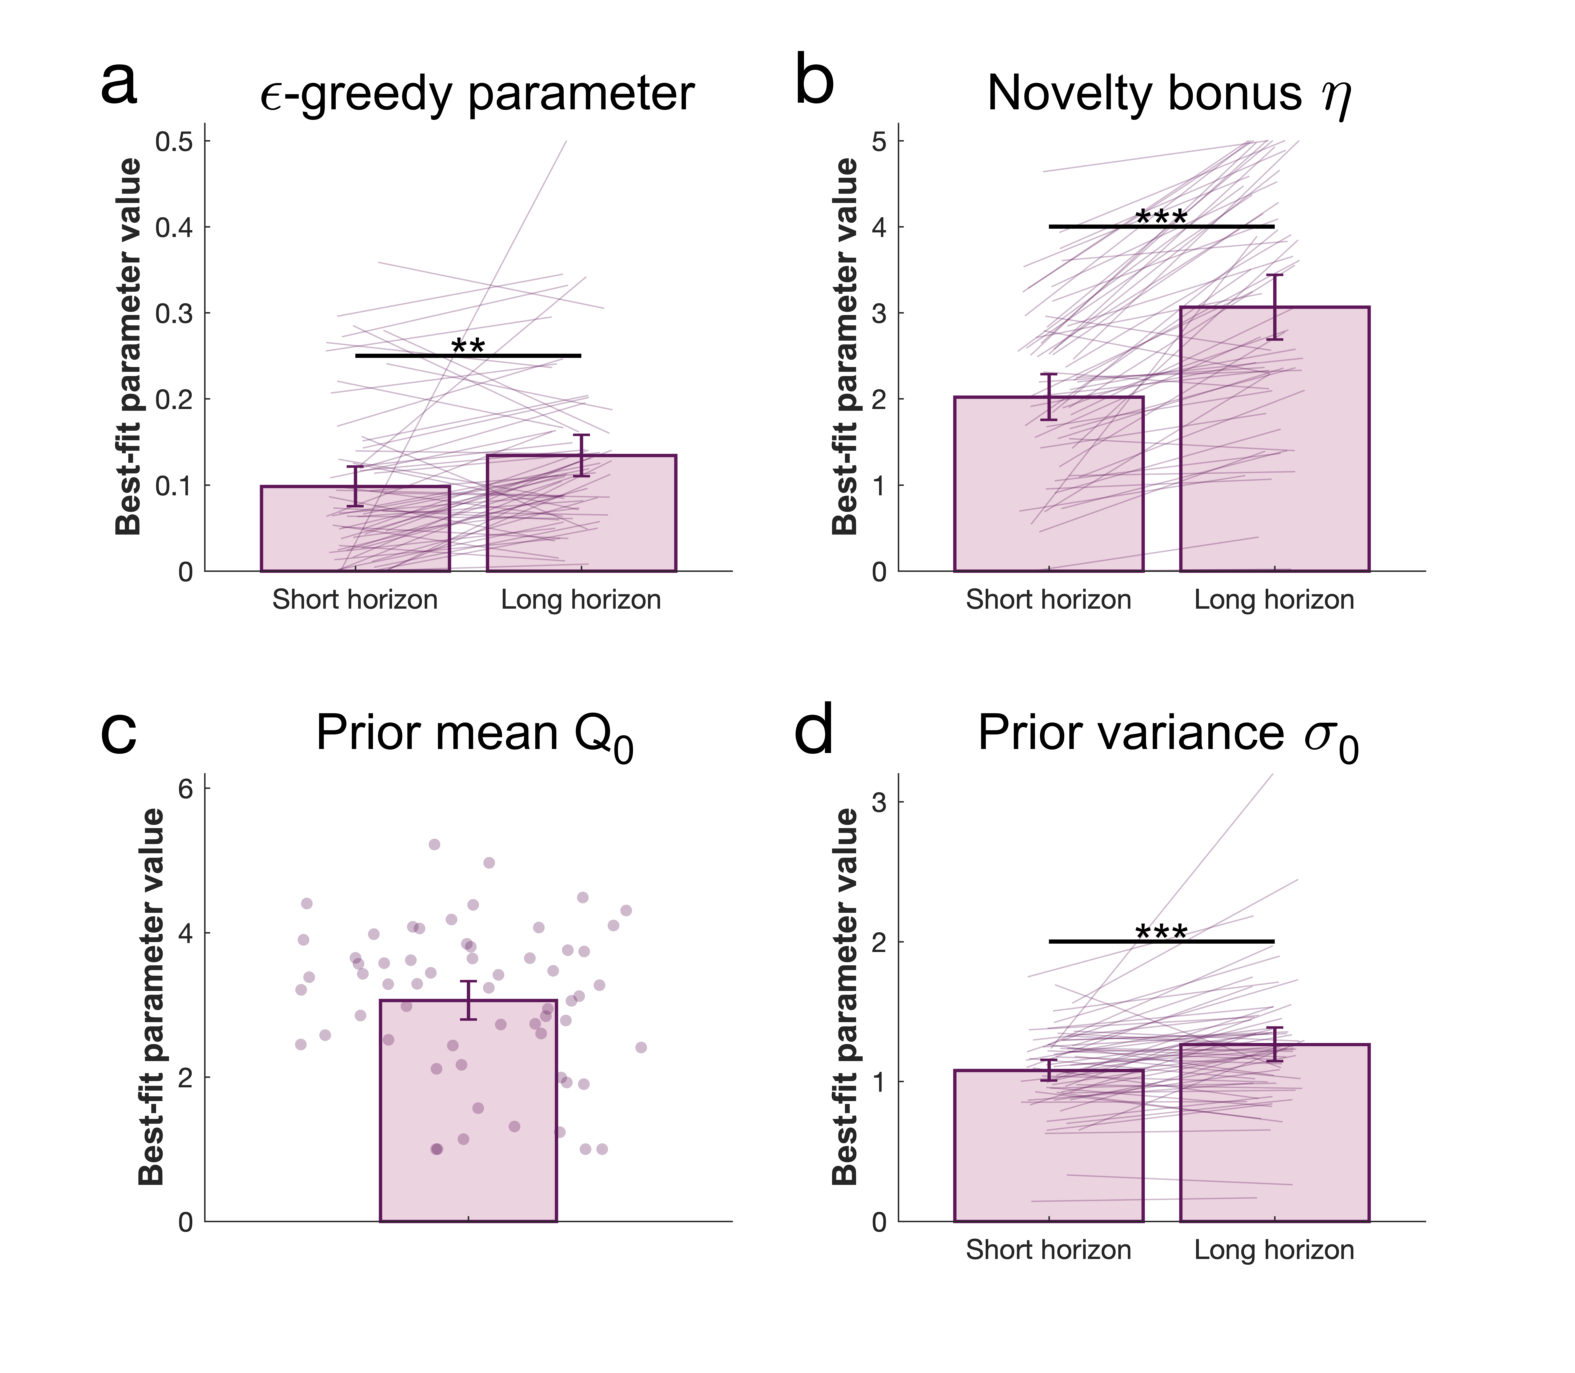 a
ϵ-greedy parameter
Best-fit parameter value
0.5
0.4
0.3
0.2
0.1
0
**
Short horizon
Long horizon
b
Novelty bonus η
Best-fit parameter value
5
4
3
2
1
0
***
Short horizon
Long horizon
c
Prior mean Q₀
Best-fit parameter value
6
4
2
0
d
Prior variance σ₀
Best-fit parameter value
3
2
1
0
***
Short horizon
Long horizon